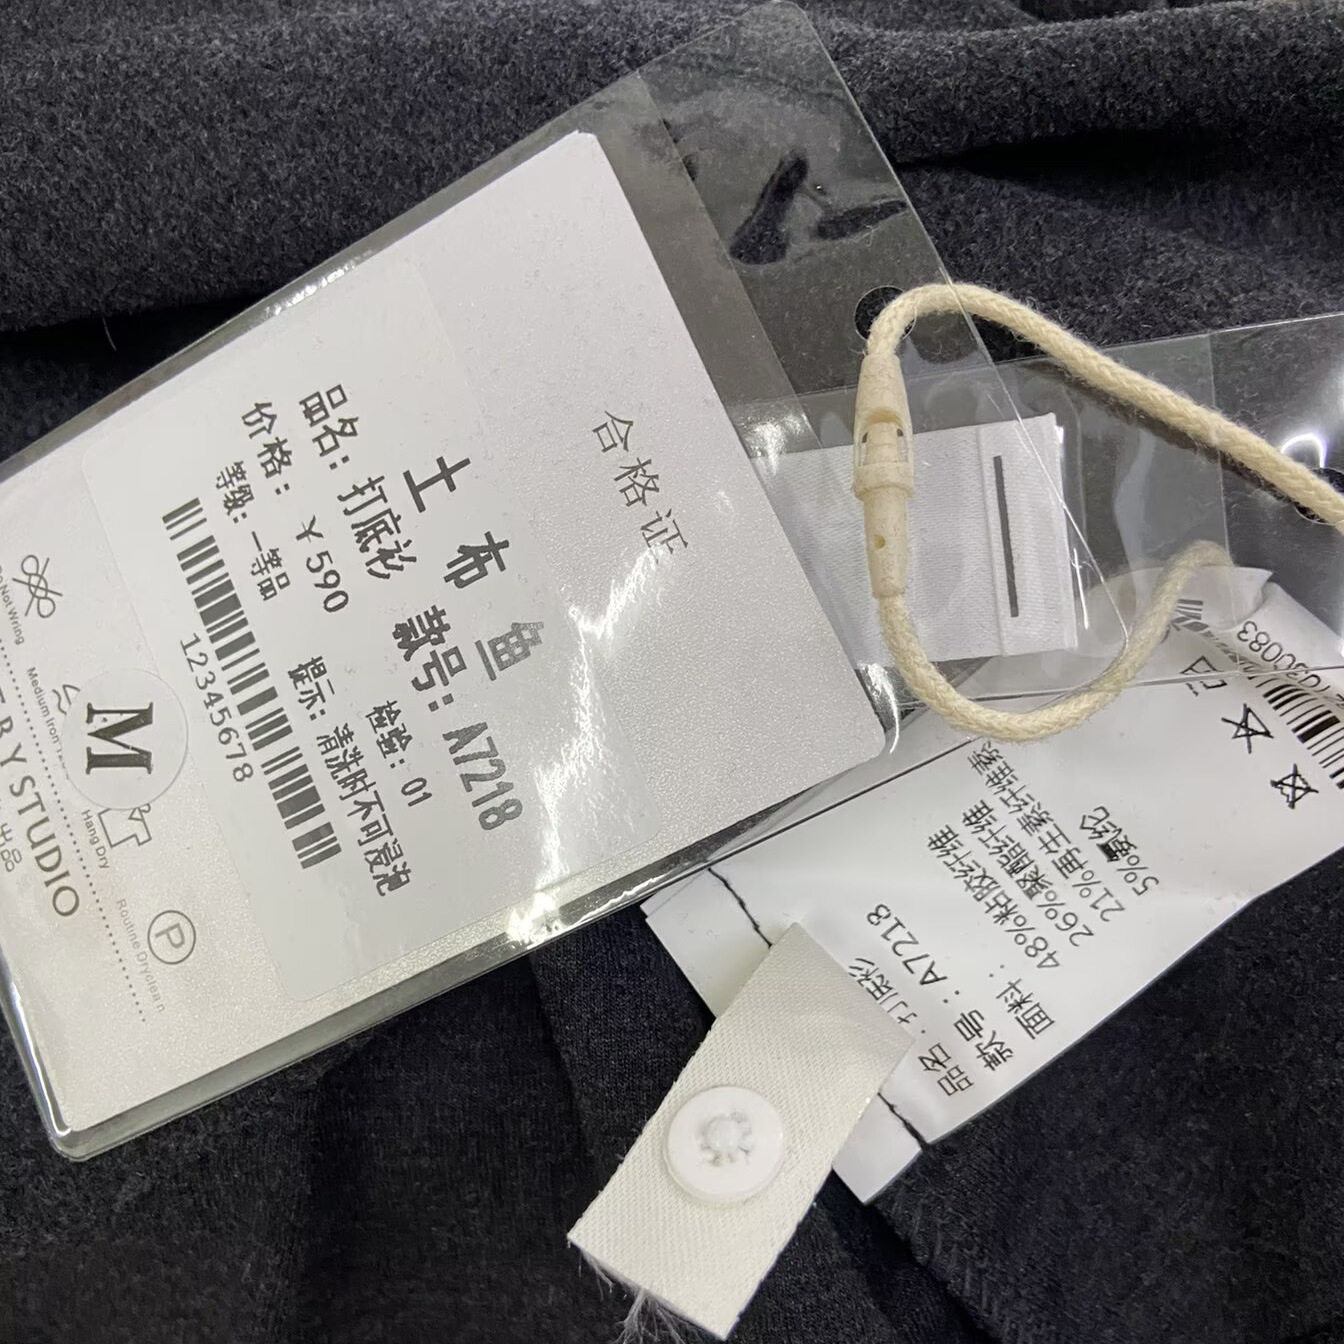 合格证
土布鱼
品名：打底衫 款号：A7218
价格：￥590 检验：01
等级：一等品 提示：清洗时不可浸泡
12345678
Do Not Wring
Medium Iron
Hang Dry
Routine Dryclean
M
P
STUDIO
出品
品名：打底衫
款号：A7218
面料：
48%粘胶纤维
26%聚酯纤维
21%再生纤维素纤维
5%氨纶